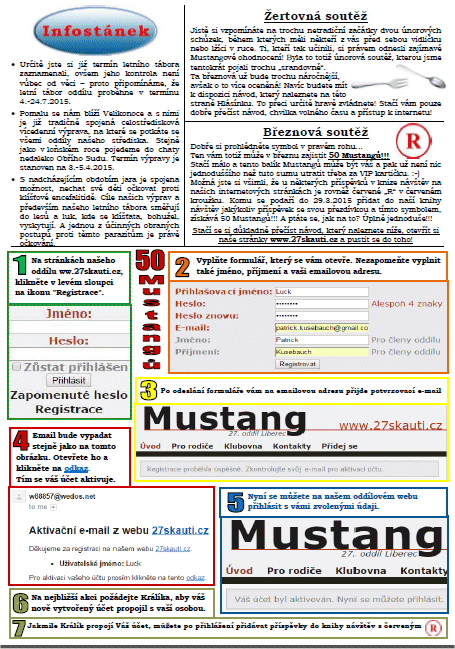 Infostánek
• Určitě jste si již termín letního tábora
zaznamenali, ovšem jeho kontrola není
vůbec od věci – proto připomínáme, že
letní tábor oddílu proběhne v termínu
4.-24.7.2015.
• Pomalu se nám blíží Velikonoce a s nimi
je již tradičně spojená celostředisková
vícedenní výprava, na které se potkáte se
všemi oddíly našeho střediska. Stejně
jako v loňském roce pojedeme do chaty
nedaleko Obřího Sudu. Termín výpravy je
stanoven na 3.-5.4.2015.
• S nadcházejícím obdobím jara je spojena
možnost, nechat své děti očkovat proti
klíšťové encefalitidě. Cíle našich výprav a
především našeho letního tábora směřují
do lesů a luk, kde se klíšťata, bohužel,
vyskytují. A jednou z účinných obraných
postupů proti těmto parazitům je právě
očkování.
Žertovná soutěž
Jistě si vzpomínáte na trochu netradiční začátky dvou únorových
schůzek, během kterých měli někteří z vás před sebou vidličku
nebo lžíci v ruce. Ti, kteří tak učinili, si právem odnesli zajímavé
Mustangové ohodnocení! Byla to totiž únorová soutěž, kterou jsme
tentokrát pojali trochu „srandovně“.
Ta březnová už bude trochu náročnější,
avšak o to více oceněná! Navíc budete mít
k dispozici návod, který naleznete na této
straně Hlásínku. To přeci určitě hravě zvládnete! Stačí vám pouze
dobře přečíst návod, chvilka volného času a přístup k internetu!
Březnová soutěž
Dobře si prohlédněte symbol v pravém rohu...
Ten vám totiž může v březnu zajistit 50 Mustangů!!!
Stačí málo a tento balík Mustangů může být váš a pak už není nic
jednoduššího než tuto sumu utratit třeba za VIP kartičku. :-)
Možná jste si všimli, že u některých příspěvků v knize návštěv na
našich internetových stránkách je rovněž červené „R“ v červeném
kroužku. Komu se podaří do 29.3.2015 přidat do naší knihy
návštěv jakýkoliv příspěvek se svou přezdívkou a tímto symbolem,
získává 50 Mustangů!!! A ptáte se, jak na to? Úplně jednoduše!!!
Stačí se si důkladně přečíst návod, který naleznete níže, otevřít si
naše stránky www.27skauti.cz a pustit se do toho!
R
1 Na stránkách našeho
oddílu ww.27skauti.cz,
klikněte v levém sloupci
na ikonu "Registrace".
Jméno:
Heslo:
Zůstat přihlášen
Přihlásit
Zapomenuté heslo
Registrace
50
Mustangů
2 Vyplňte formulář, který se vám otevře. Nezapomeňte vyplnit
také jméno, příjmení a vaši emailovou adresu.
Přihlašovací jméno: Luck
Heslo: •••••••• Alespoň 4 znaky
Heslo znovu: ••••••••
E-mail: patrick.kusebauch@gmail.co
Jméno: Patrick Pro členy oddílu
Příjmení: Kusebauch Pro členy oddílu
Registrovat
3 Po odeslání formuláře vám na emailovou adresu přijde potvrzovací e-mail
Mustang
www.27skauti.cz
27. oddíl Liberec
Úvod Pro rodiče Klubovna Kontakty Přidej se
Registrace proběhla úspěšně. Zkontrolujte svůj e-mail pro aktivaci účtu.
4 Email bude vypadat
stejně jako na tomto
obrázku. Otevřete ho a
klikněte na odkaz.
Tím se váš účet aktivuje.
w88857@wedos.net
to me
Aktivační e-mail z webu 27skauti.cz
Děkujeme za registraci na našem webu 27skauti.cz.
• Uživatelské jméno: Luck
Pro aktivaci vašeho účtu prosím klikněte na tento odkaz.
5 Nyní se můžete na našem oddílovém webu
přihlásit s vámi zvolenými údaji.
Mustang
27. oddíl Liberec
Úvod Pro rodiče Klubovna Kontakty
Váš účet byl aktivován. Nyní se můžete přihlásit.
6 Na nejbližší akci požádejte Králíka, aby váš
nově vytvořený účet propojil s vaší osobou.
7 Jakmile Králík propojí Váš účet, můžete po přihlášení přidávat příspěvky do knihy návštěv s červeným R